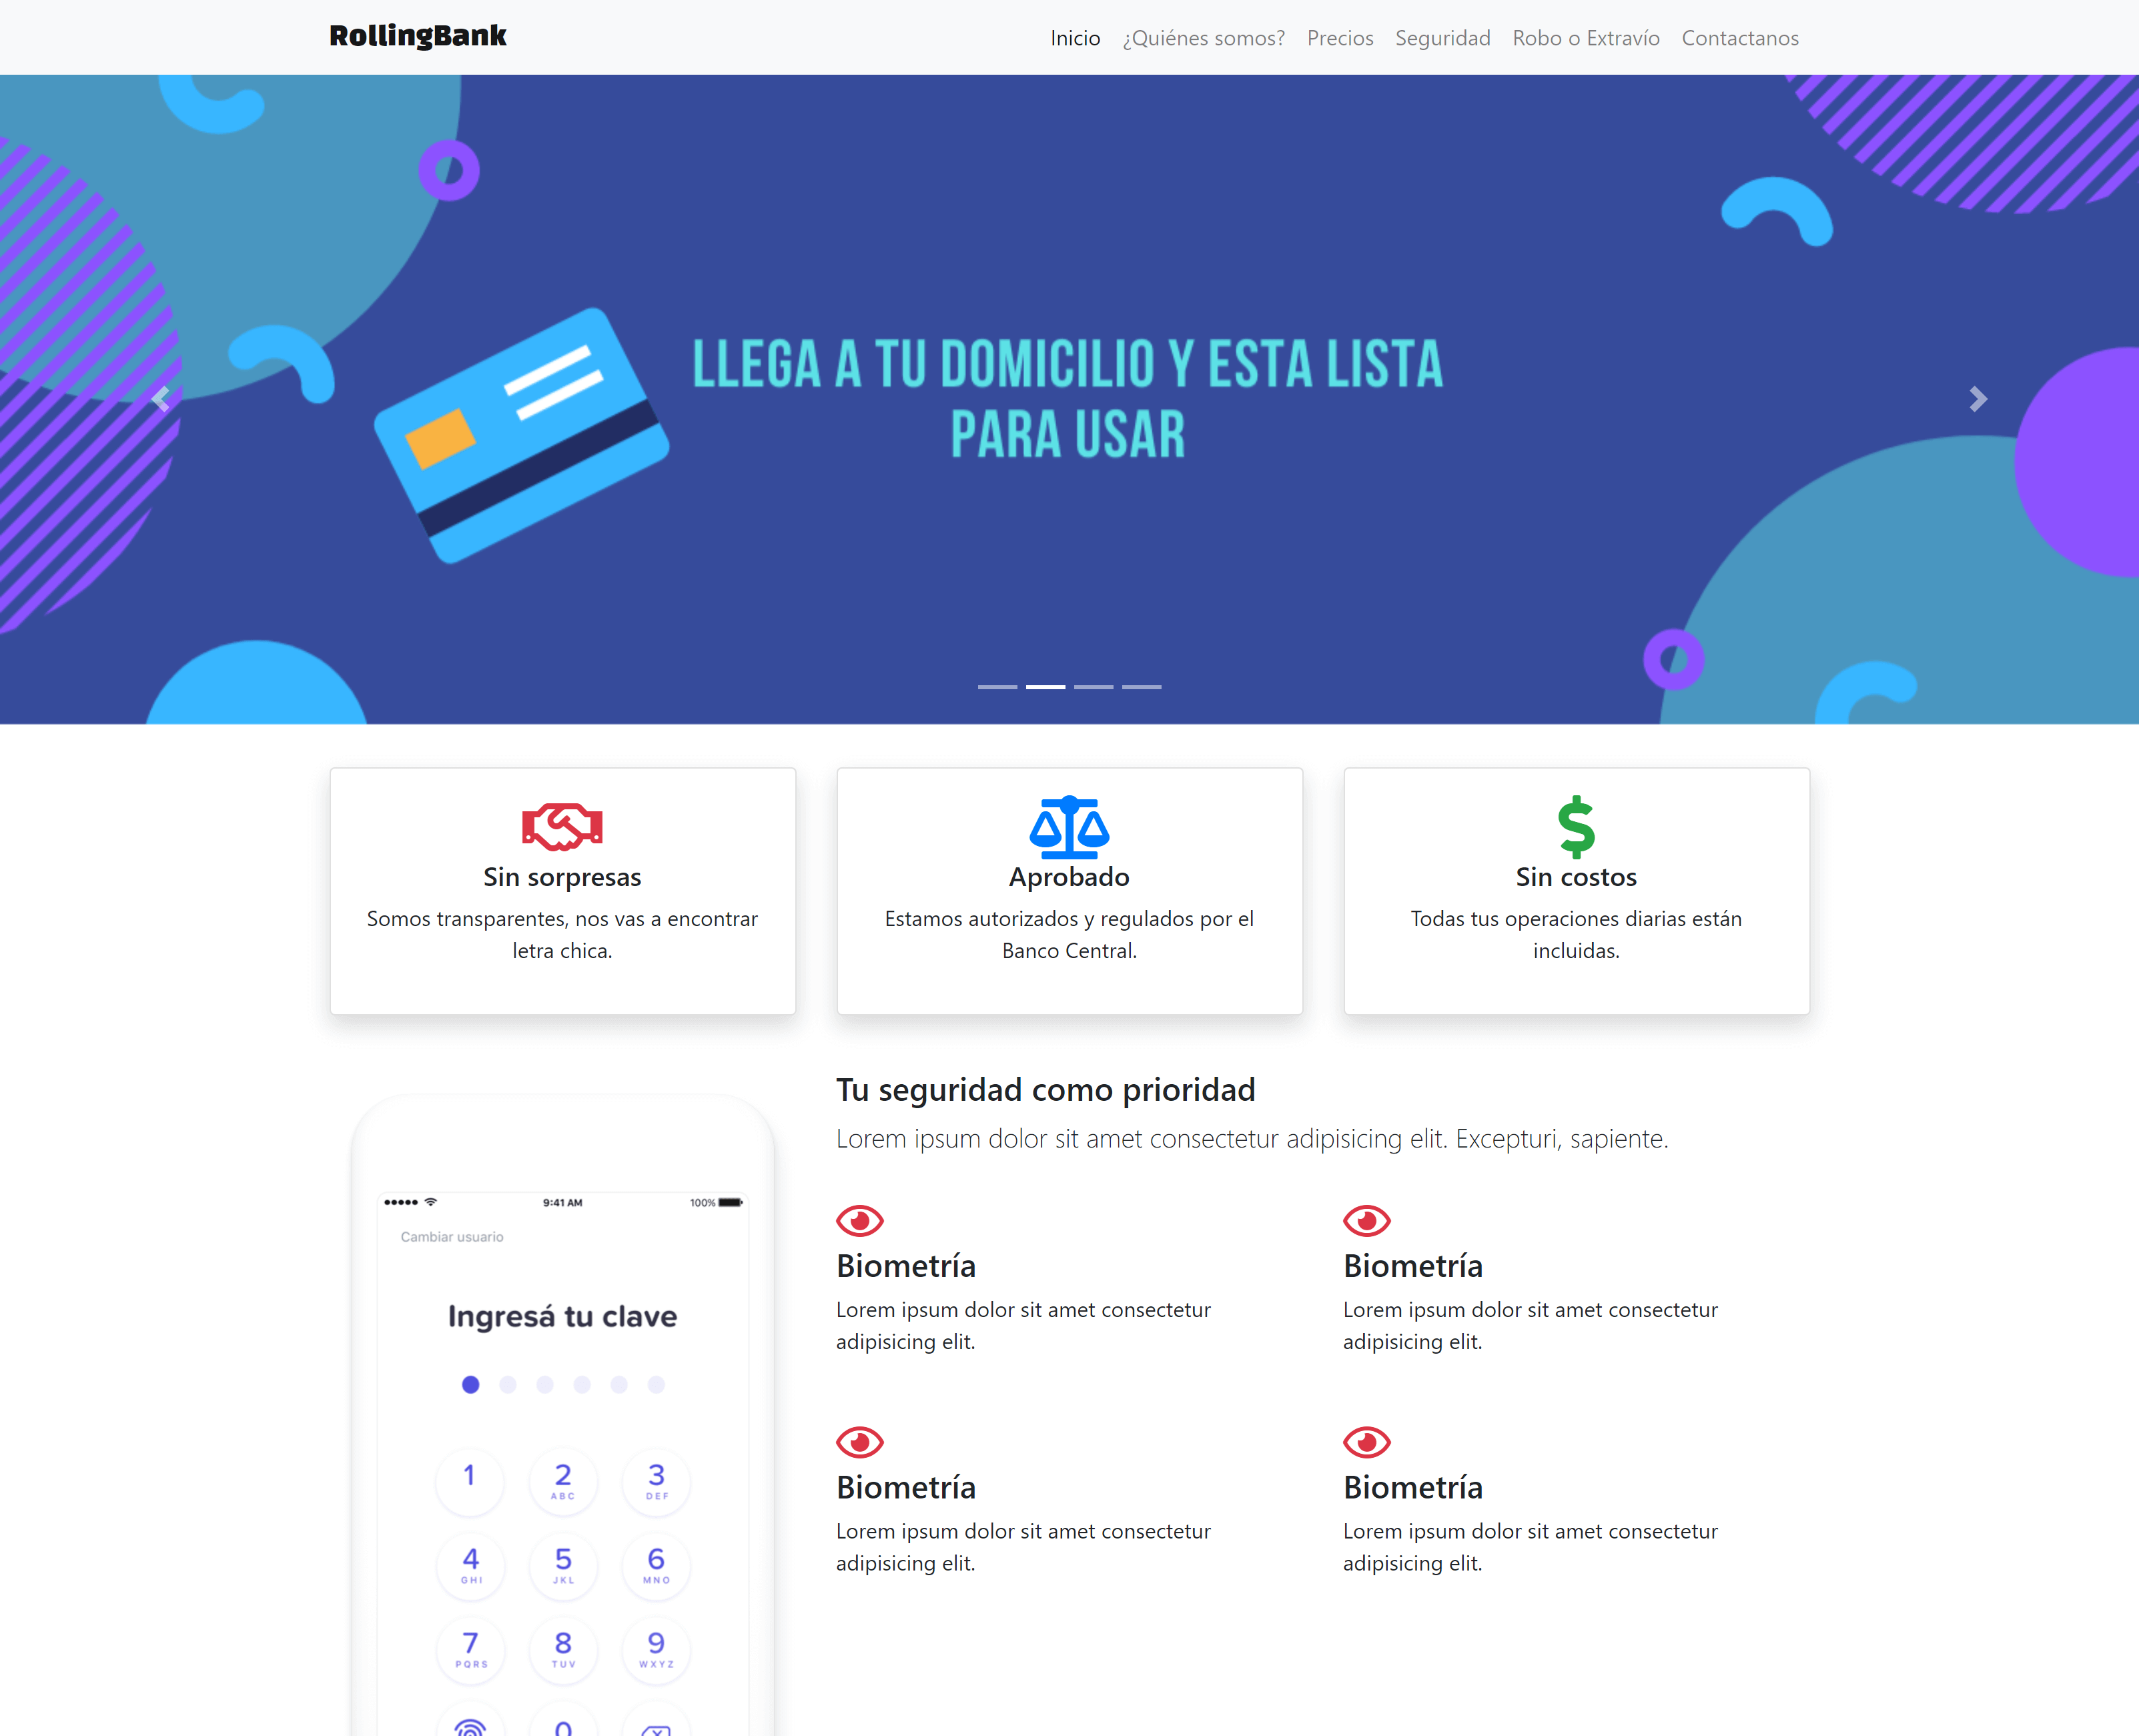 RollingBank
Inicio ¿Quiénes somos? Precios Seguridad Robo o Extravío Contactanos
LLEGA A TU DOMICILIO Y ESTA LISTA
PARA USAR
Sin sorpresas
Somos transparentes, nos vas a encontrar
letra chica.
Aprobado
Estamos autorizados y regulados por el
Banco Central.
Sin costos
Todas tus operaciones diarias están
incluidas.
9:41 AM 100%
Cambiar usuario
Ingresá tu clave
1 2 3
ABC DEF
4 5 6
GHI JKL MNO
7 8 9
PQRS TUV WXYZ
0
Tu seguridad como prioridad
Lorem ipsum dolor sit amet consectetur adipisicing elit. Excepturi, sapiente.
Biometría
Lorem ipsum dolor sit amet consectetur
adipisicing elit.
Biometría
Lorem ipsum dolor sit amet consectetur
adipisicing elit.
Biometría
Lorem ipsum dolor sit amet consectetur
adipisicing elit.
Biometría
Lorem ipsum dolor sit amet consectetur
adipisicing elit.